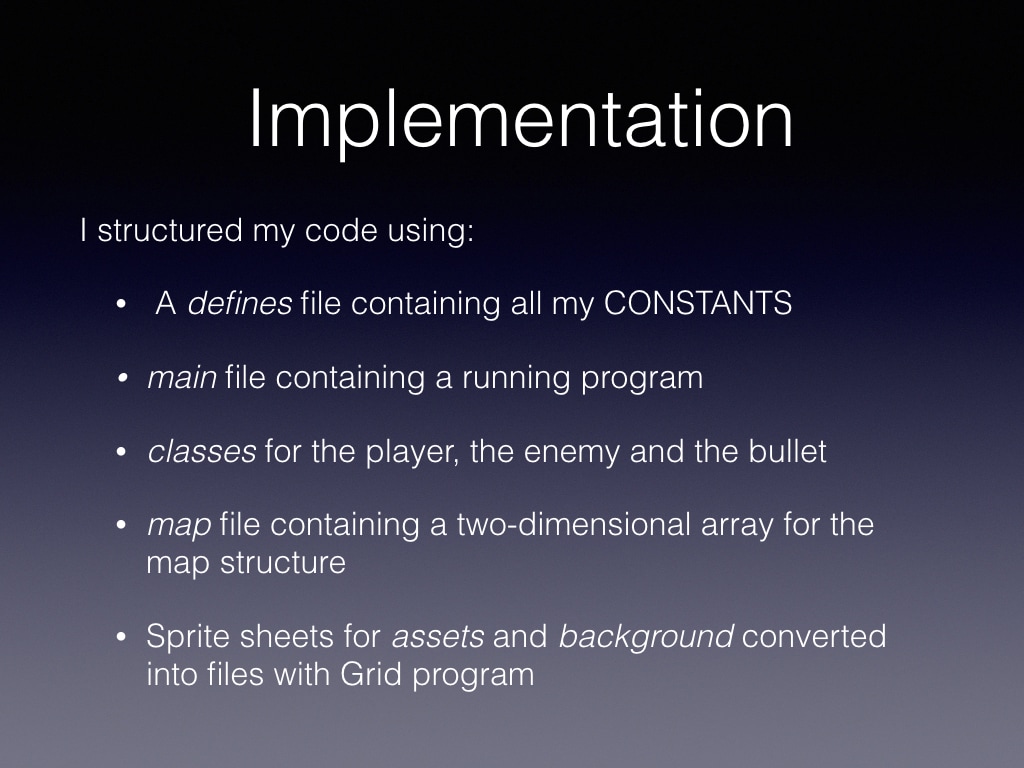 Implementation
I structured my code using:
• A defines file containing all my CONSTANTS
• main file containing a running program
• classes for the player, the enemy and the bullet
• map file containing a two-dimensional array for the
map structure
• Sprite sheets for assets and background converted
into files with Grid program